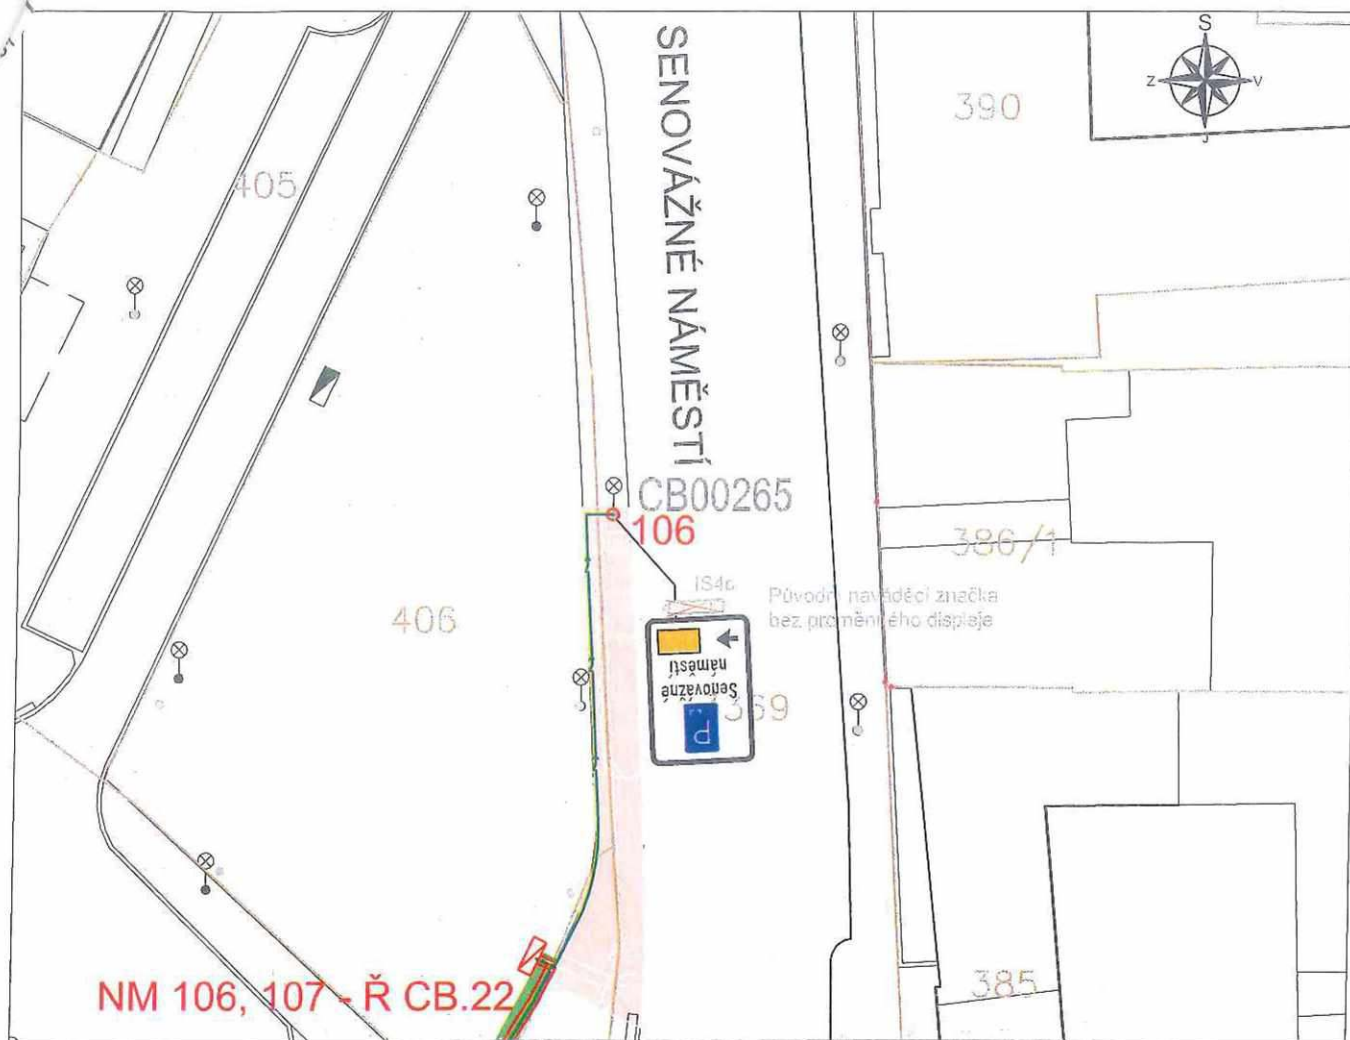 SENOVÁŽNÉ NÁMĚSTÍ
S
Z
V
J
390
405
CB00265
106
386/1
IS4c
Původní naváděcí značka
bez proměnného displeje
406
Senovážné
náměstí
P
369
NM 106, 107 - Ř CB.22
385